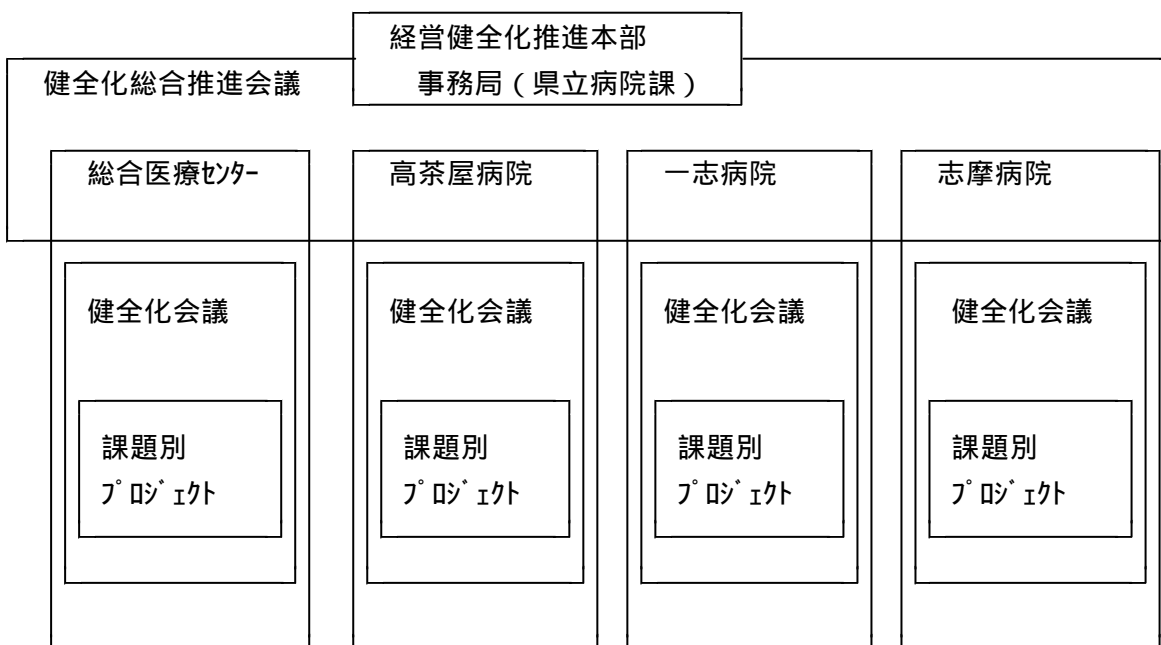 経営健全化推進本部
事務局(県立病院課)
健全化総合推進会議
総合医療ｾﾝﾀｰ
高茶屋病院
一志病院
志摩病院
健全化会議
健全化会議
健全化会議
健全化会議
課題別
ﾌﾟﾛｼﾞｪｸﾄ
課題別
ﾌﾟﾛｼﾞｪｸﾄ
課題別
ﾌﾟﾛｼﾞｪｸﾄ
課題別
ﾌﾟﾛｼﾞｪｸﾄ